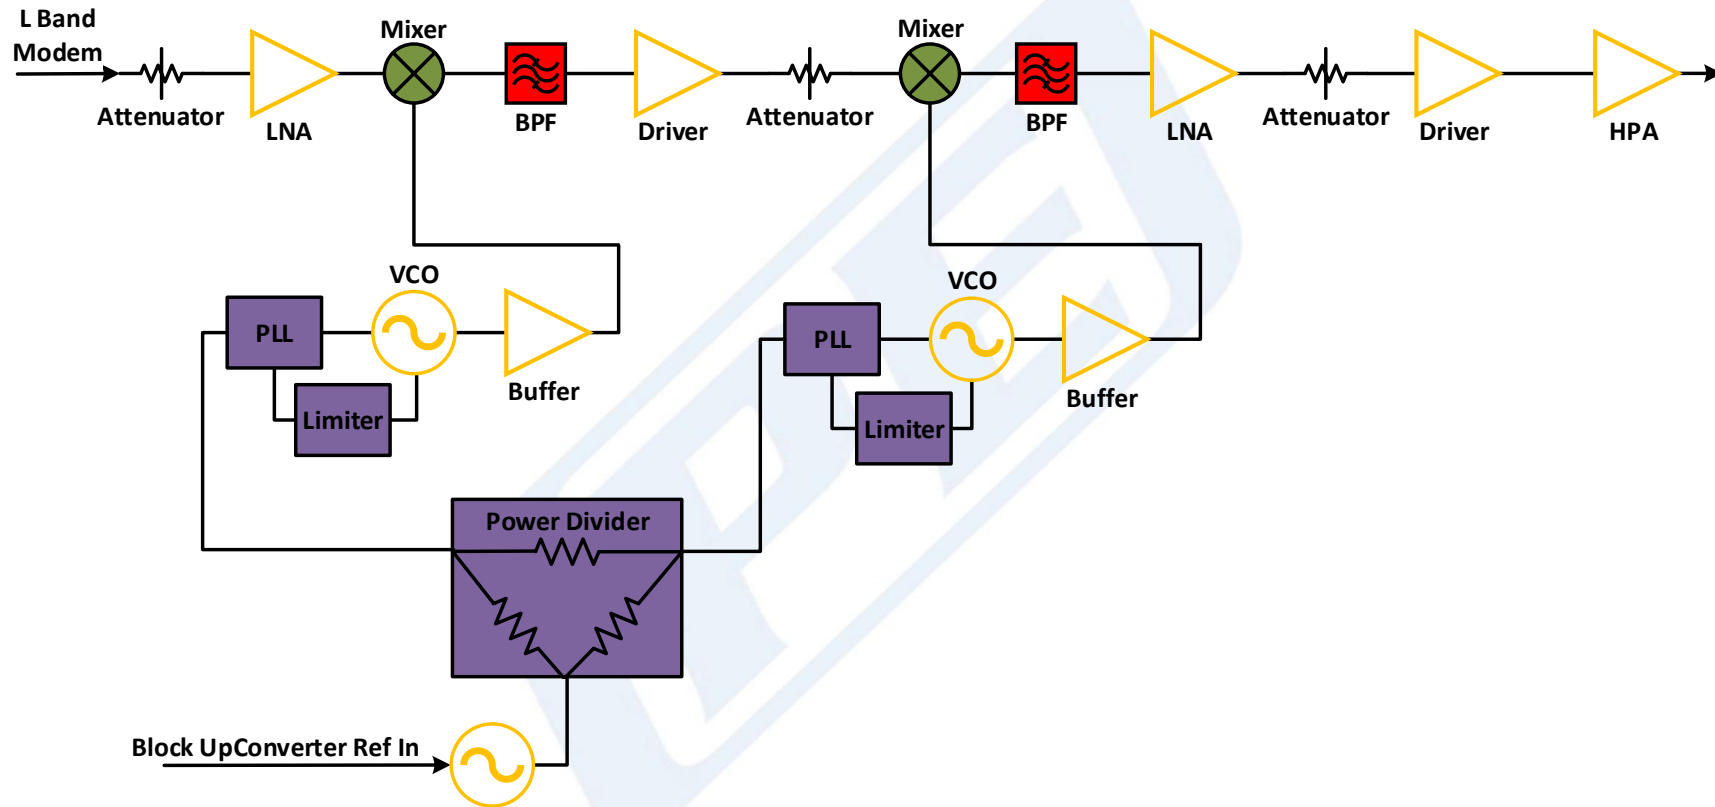 L Band
Modem
Attenuator
LNA
Mixer
BPF
Driver
Attenuator
Mixer
BPF
LNA
Attenuator
Driver
HPA
PLL
VCO
Limiter
Buffer
PLL
VCO
Limiter
Buffer
Power Divider
Block UpConverter Ref In